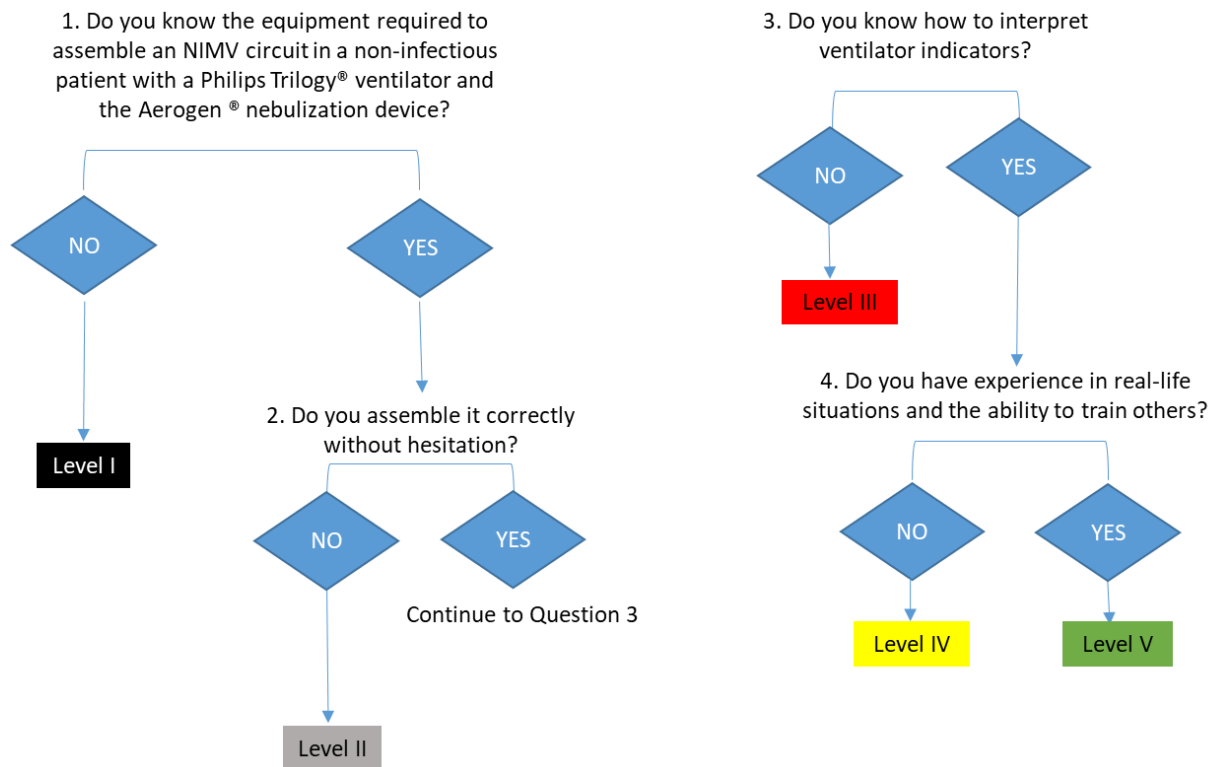 1. Do you know the equipment required to
assemble an NIMV circuit in a non-infectious
patient with a Philips Trilogy® ventilator and
the Aerogen ® nebulization device?
NO
YES
Level I
2. Do you assemble it correctly
without hesitation?
NO
YES
Continue to Question 3
Level II
3. Do you know how to interpret
ventilator indicators?
NO
YES
Level III
4. Do you have experience in real-life
situations and the ability to train others?
NO
YES
Level IV
Level V